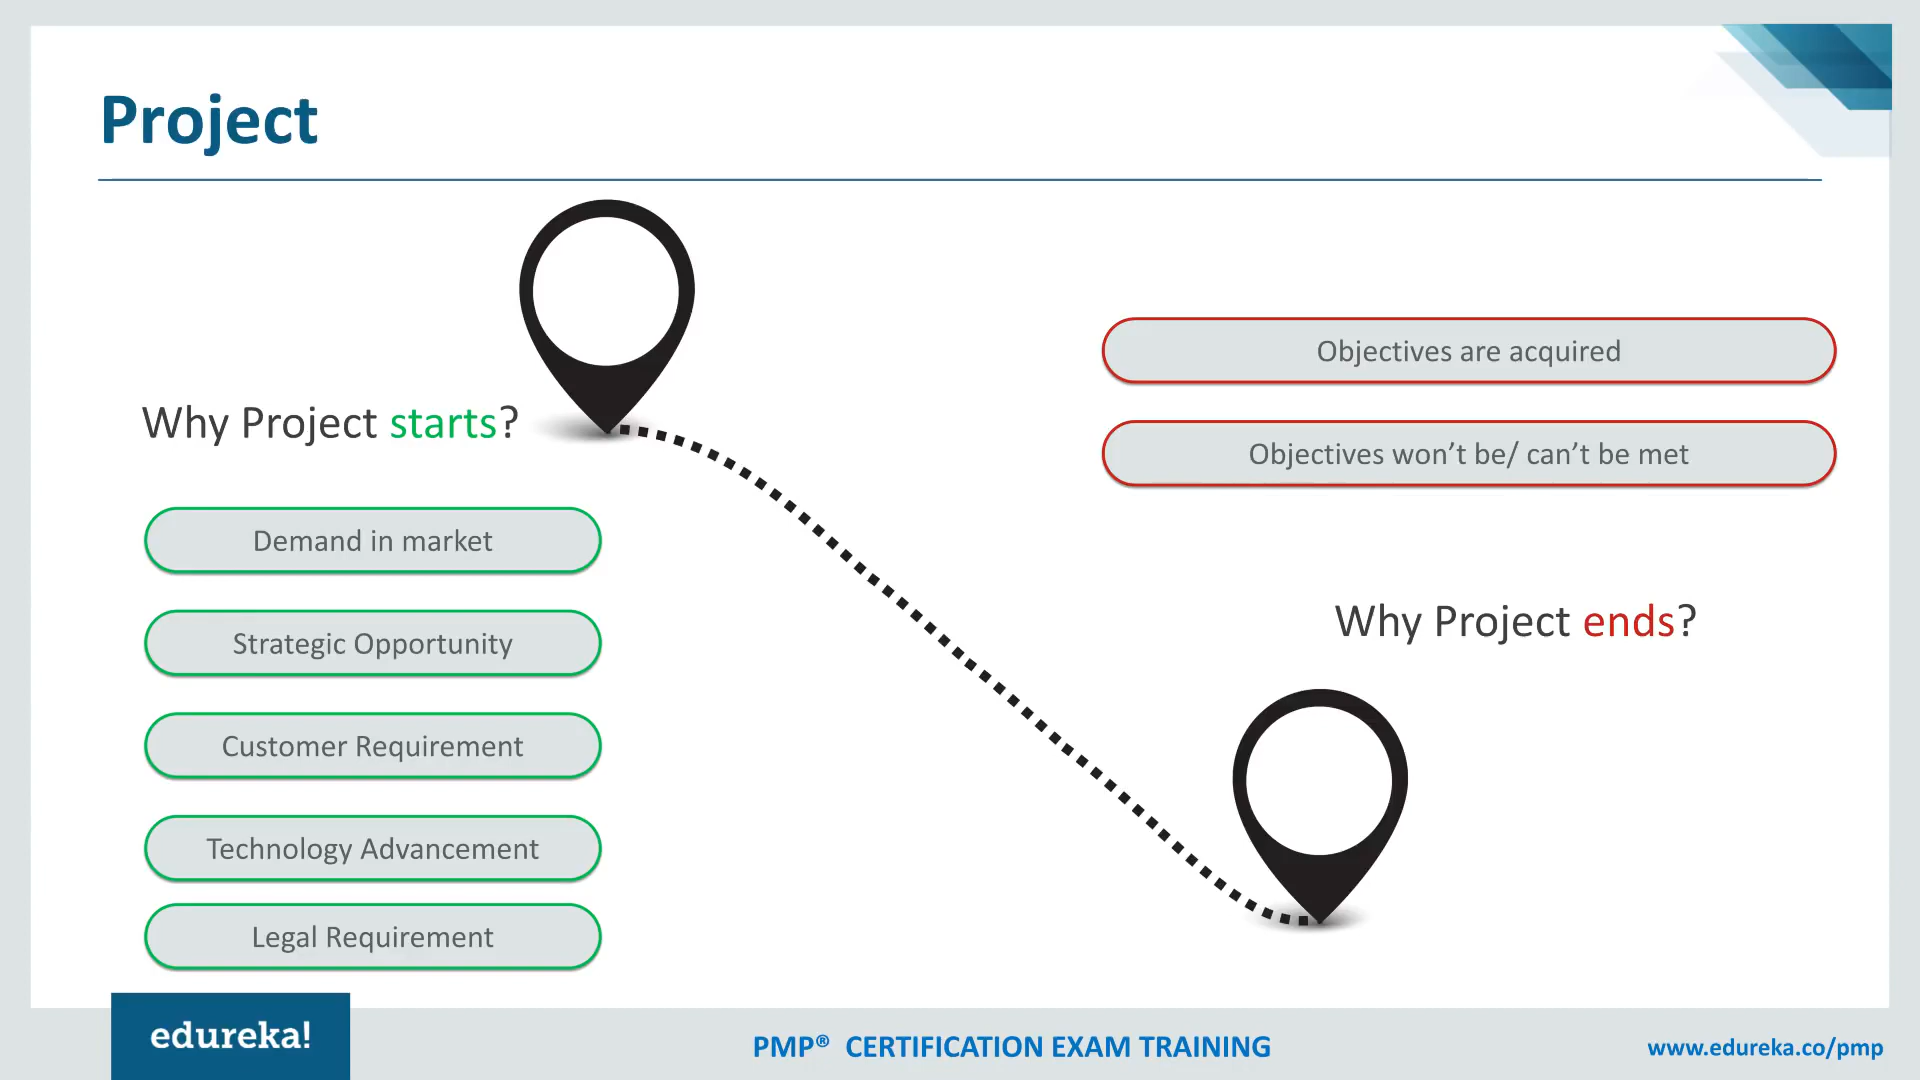 Project
Why Project starts?
Demand in market
Strategic Opportunity
Customer Requirement
Technology Advancement
Legal Requirement
Objectives are acquired
Objectives won’t be/ can’t be met
Why Project ends?
edureka!
PMP® CERTIFICATION EXAM TRAINING
www.edureka.co/pmp